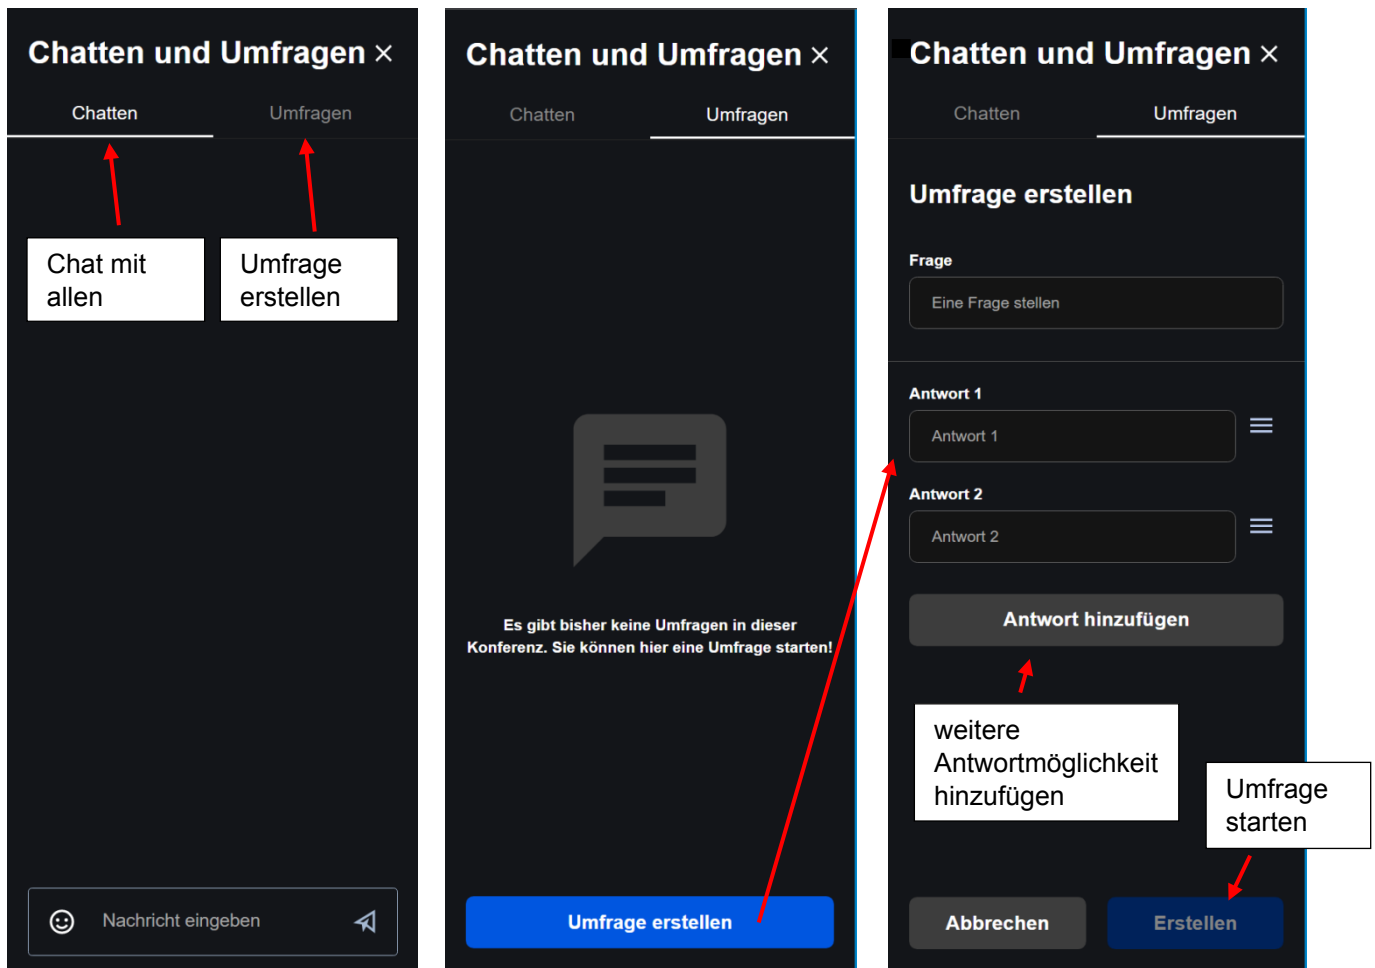 Chatten und Umfragen
Chatten
Umfragen
Chat mit
allen
Umfrage
erstellen
Nachricht eingeben
Chatten und Umfragen
Chatten
Umfragen
Es gibt bisher keine Umfragen in dieser
Konferenz. Sie können hier eine Umfrage starten!
Umfrage erstellen
Chatten und Umfragen
Chatten
Umfragen
Umfrage erstellen
Frage
Eine Frage stellen
Antwort 1
Antwort 1
Antwort 2
Antwort 2
Antwort hinzufügen
weitere
Antwortmöglichkeit
hinzufügen
Umfrage
starten
Abbrechen
Erstellen